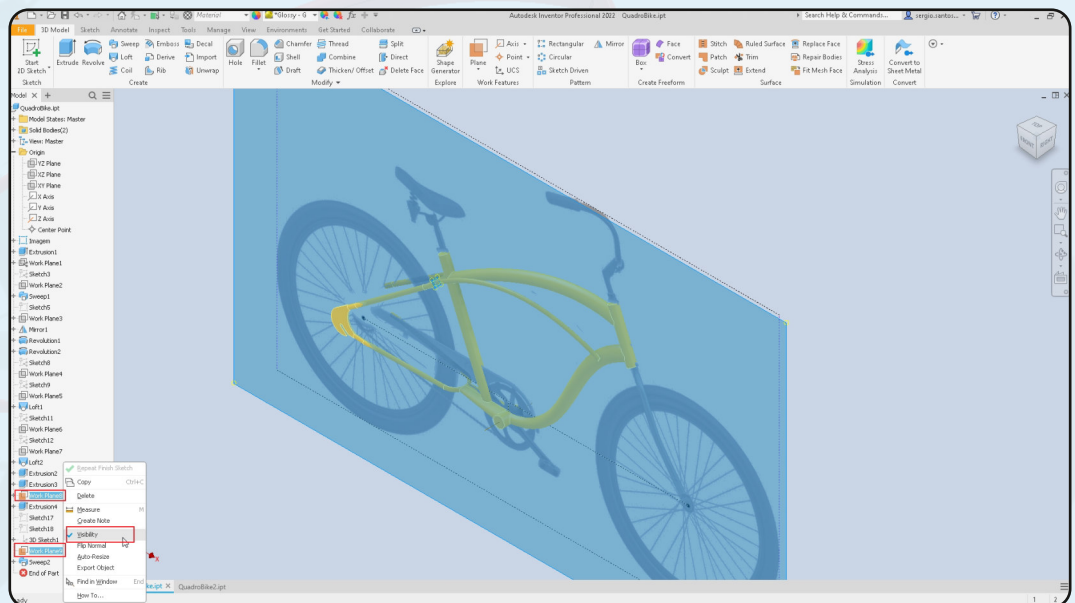 Material
*Glossy - G
Autodesk Inventor Professional 2022 QuadroBike.ipt
Search Help & Commands...
sergio.santos...
File 3D Model Sketch Annotate Inspect Tools Manage View Environments Get Started Collaborate
Start
2D Sketch
Extrude
Revolve
Sweep
Emboss
Decal
Loft
Derive
Import
Coil
Rib
Unwrap
Hole
Fillet
Chamfer
Thread
Split
Shell
Combine
Direct
Draft
Thicken/ Offset
Delete Face
Shape
Generator
Plane
Axis
Point
UCS
Rectangular
Mirror
Circular
Sketch Driven
Box
Face
Convert
Stitch
Ruled Surface
Replace Face
Patch
Trim
Repair Bodies
Sculpt
Extend
Fit Mesh Face
Stress
Analysis
Convert to
Sheet Metal
Sketch Create Modify Explore Work Features Pattern Create Freeform Surface Simulation Convert
Model × +
QuadroBike.ipt
Model States: Master
Solid Bodies(2)
View: Master
Origin
YZ Plane
XZ Plane
XY Plane
X Axis
Y Axis
Z Axis
Center Point
Imagem
Extrusion1
Work Plane1
Sketch3
Work Plane2
Sweep1
Sketch5
Work Plane3
Mirror1
Revolution1
Revolution2
Sketch8
Work Plane4
Sketch9
Work Plane5
Loft1
Sketch11
Work Plane6
Sketch12
Work Plane7
Loft2
Extrusion2
Extrusion3
Work Plane
Extrusion4
Sketch17
Sketch18
3D Sketch1
Work Plane
Sweep2
End of Part
Repeat Finish Sketch
Copy Ctrl+C
Delete
Measure M
Create Note
Visibility
Flip Normal
Auto-Resize
Export Object
Find in Window End
How To...
X
TOP
FRONT
RIGHT
ke.ipt × QuadroBike2.ipt
1 2